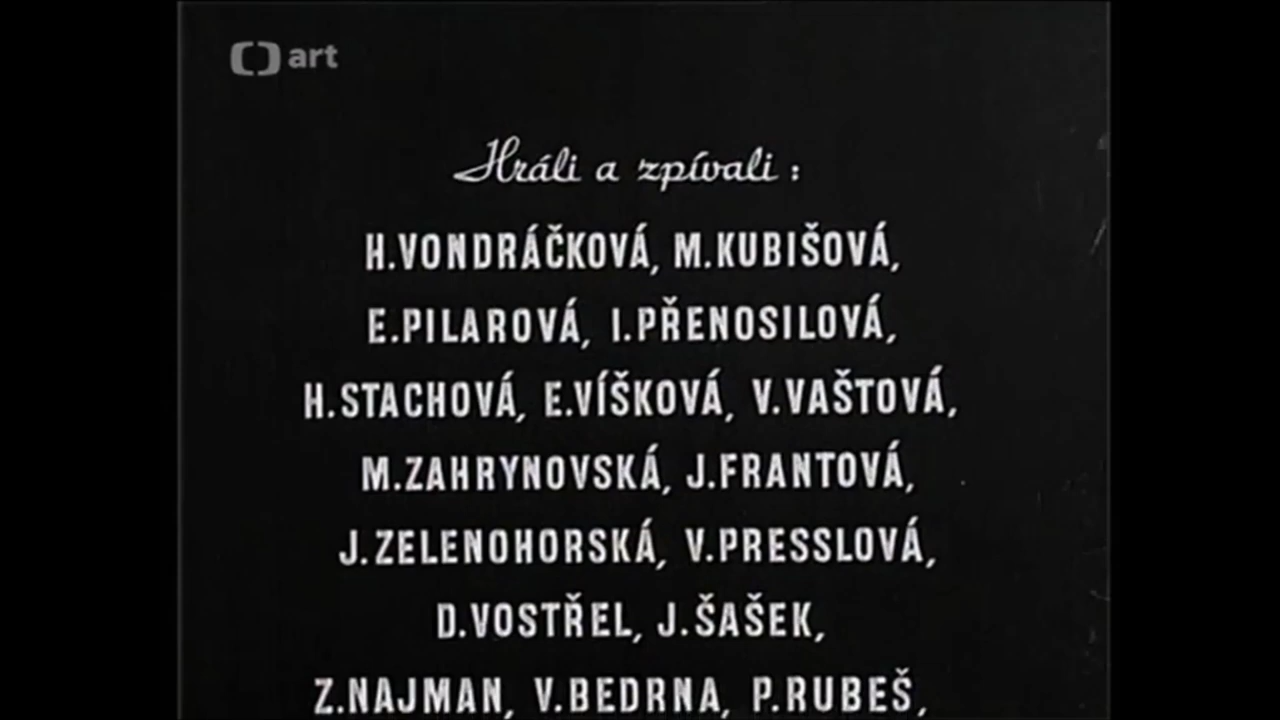 art
Hráli a zpívali :
H.VONDRÁČKOVÁ, M.KUBIŠOVÁ,
E.PILAROVÁ, I.PŘENOSILOVÁ,
H.STACHOVÁ, E.VÍŠKOVÁ, V.VAŠTOVÁ,
M.ZAHRYNOVSKÁ, J.FRANTOVÁ,
J.ZELENOHORSKÁ, V.PRESSLOVÁ,
D.VOSTŘEL, J.ŠAŠEK,
Z.NAJMAN, V.BEDRNA, P.RUBEŠ,